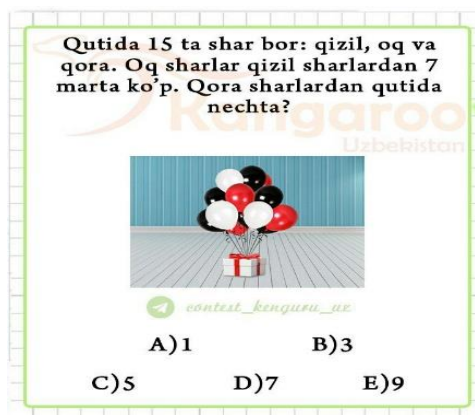 Qutida 15 ta shar bor: qizil, oq va
qora. Oq sharlar qizil sharlardan 7
marta ko'p. Qora sharlardan qutida
nechta?
Kangaroo
Uzbekistan
contest_kenguru_uz
A)1 B)3
C)5 D)7 E)9